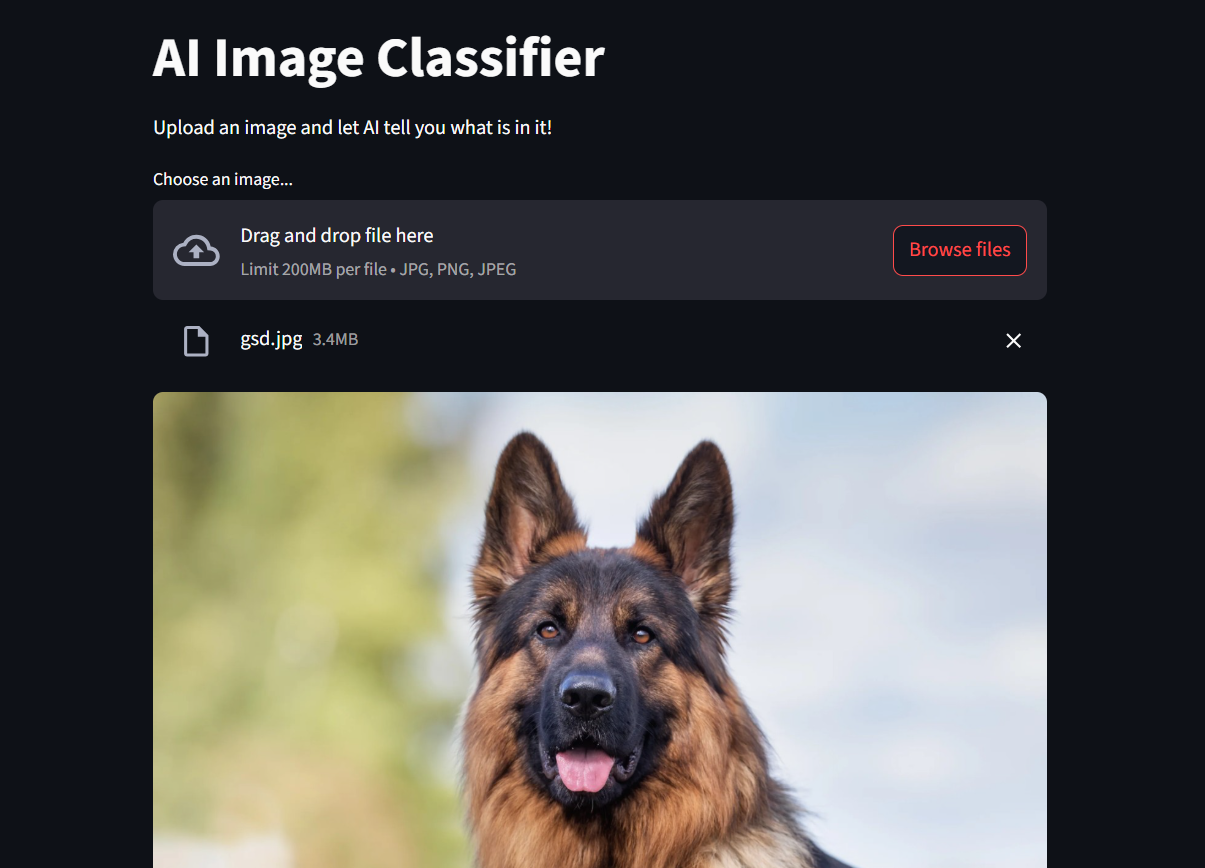 AI Image Classifier
Upload an image and let AI tell you what is in it!
Choose an image...
Drag and drop file here
Limit 200MB per file • JPG, PNG, JPEG
Browse files
gsd.jpg 3.4MB